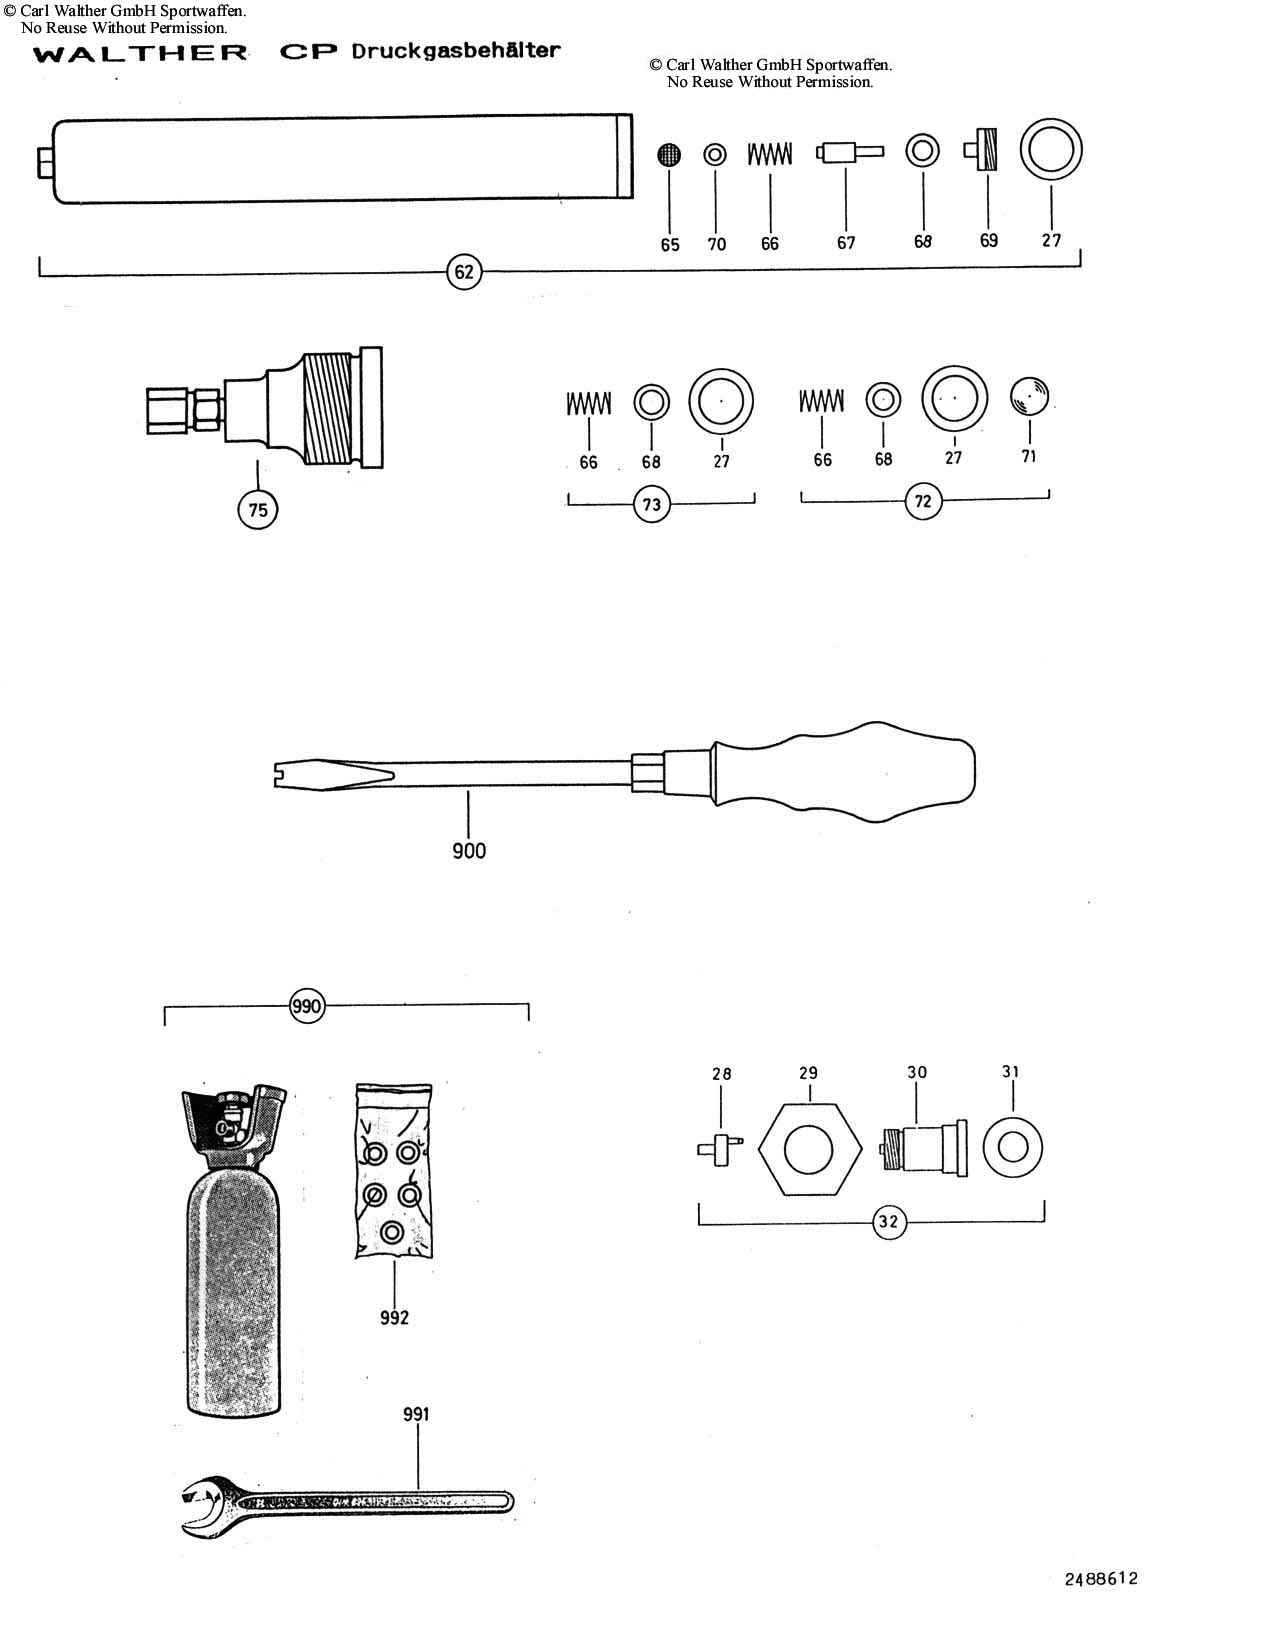 © Carl Walther GmbH Sportwaffen.
No Reuse Without Permission.
WALTHER CP Druckgasbehälter
© Carl Walther GmbH Sportwaffen.
No Reuse Without Permission.
65 70 66 67 68 69 27
62
66 68 27
66 68 27 71
75
73
72
900
990
28 29 30 31
32
992
991
2488612